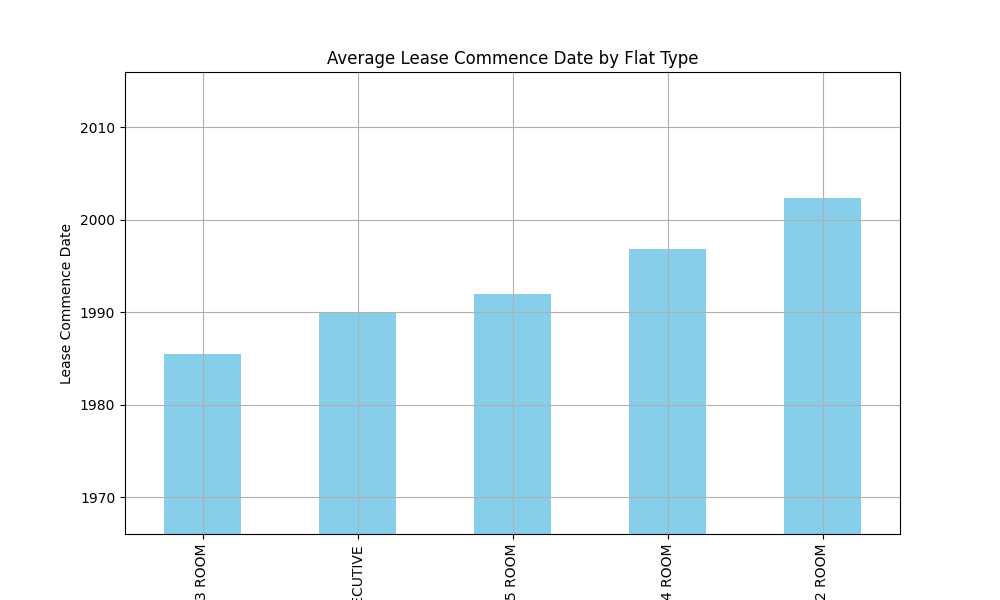 Average Lease Commence Date by Flat Type
Lease Commence Date
2010
2000
1990
1980
1970
3 ROOM
ECUTIVE
5 ROOM
4 ROOM
2 ROOM